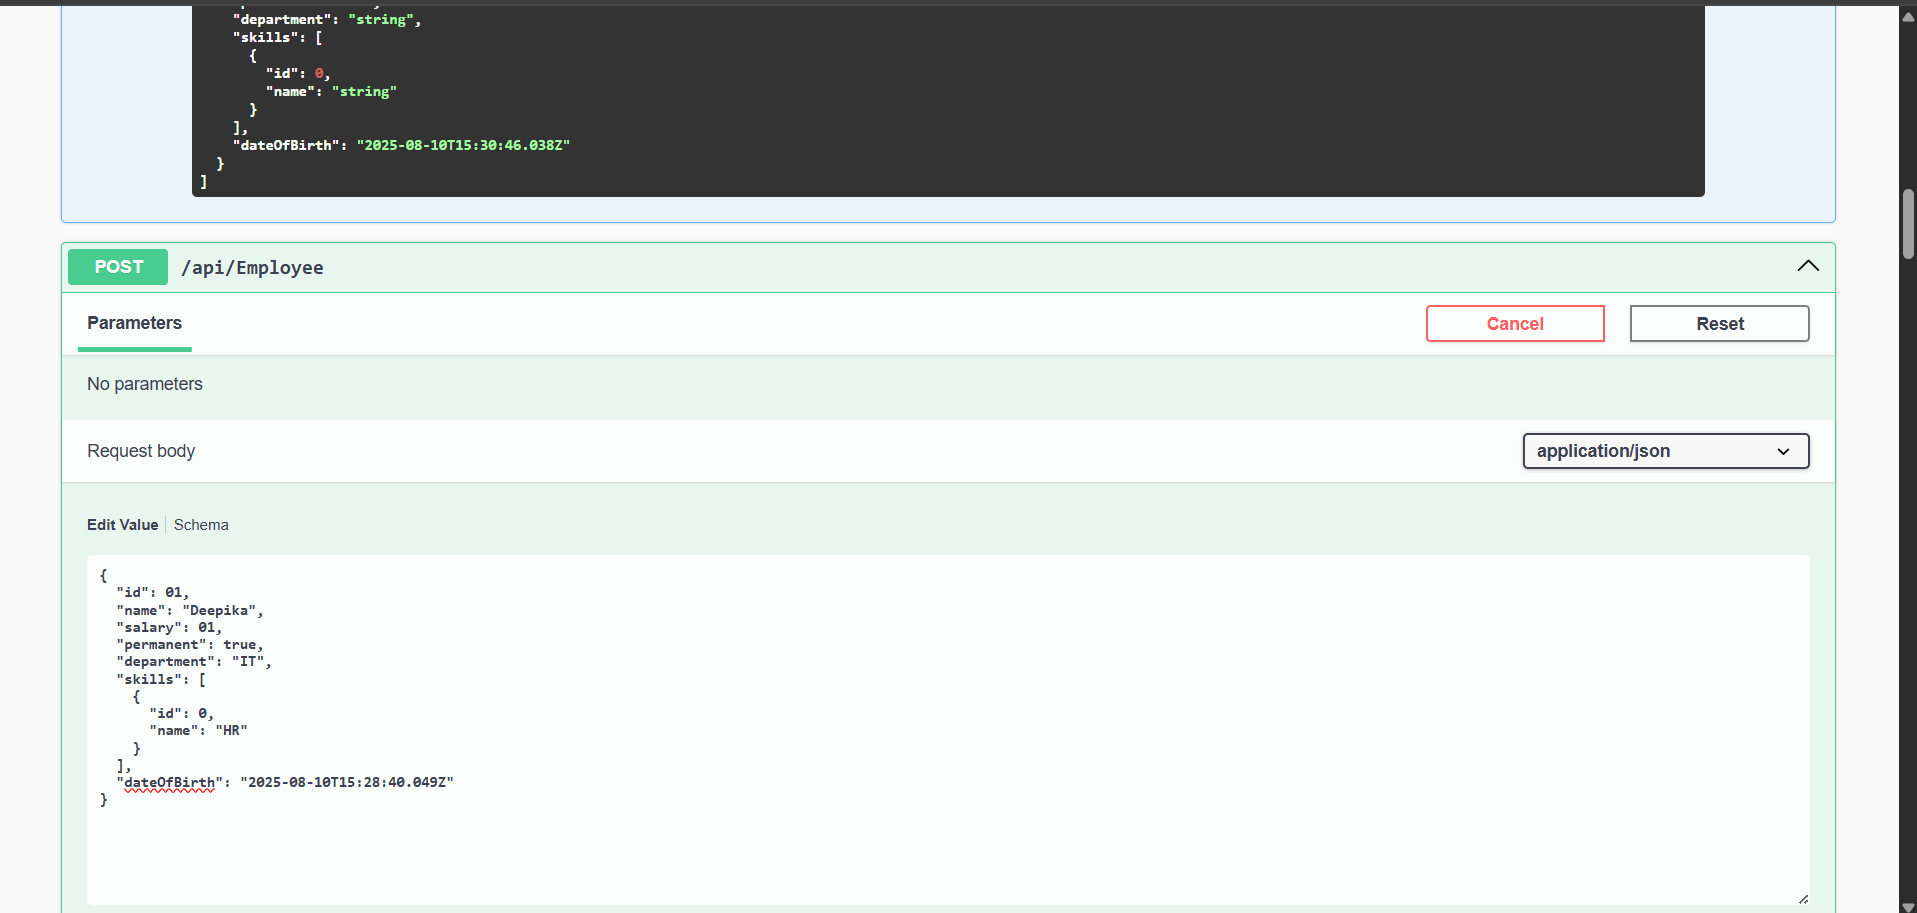 "department": "string",
"skills": [
{
"id": 0,
"name": "string"
}
],
"dateOfBirth": "2025-08-10T15:30:46.038Z"
}
]
POST /api/Employee
Parameters
Cancel
Reset
No parameters
Request body
application/json
Edit Value
Schema
{
"id": 01,
"name": "Deepika",
"salary": 01,
"permanent": true,
"department": "IT",
"skills": [
{
"id": 0,
"name": "HR"
}
],
"dateOfBirth": "2025-08-10T15:28:40.049Z"
}